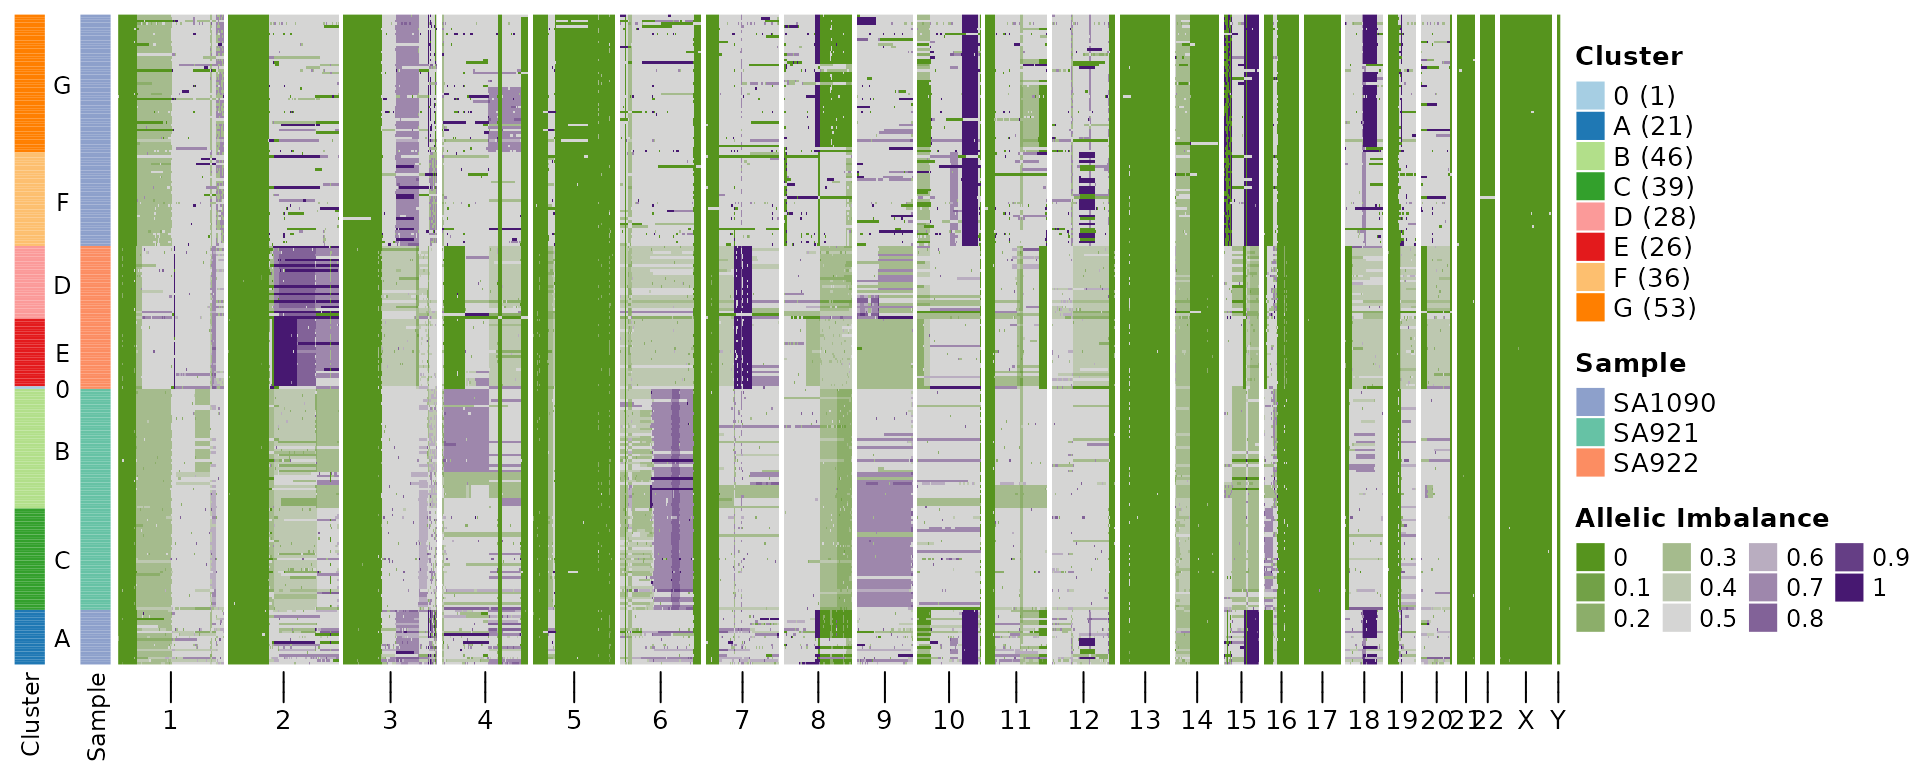 G
F
D
E
0
B
C
A
Cluster
Sample
1 2 3 4 5 6 7 8 9 10 11 12 13 14 15 16 17 18 19 20 21 22 X Y
Cluster
0 (1)
A (21)
B (46)
C (39)
D (28)
E (26)
F (36)
G (53)
Sample
SA1090
SA921
SA922
Allelic Imbalance
0 0.3 0.6 0.9
0.1 0.4 0.7 1
0.2 0.5 0.8